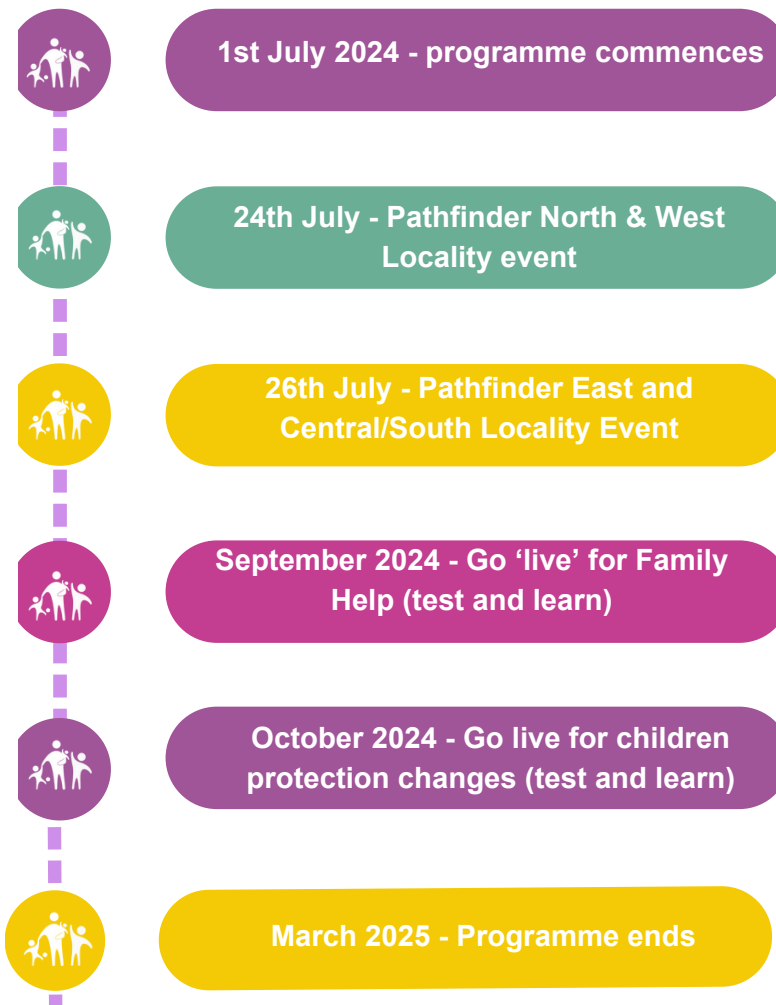 1st July 2024 - programme commences
24th July - Pathfinder North & West
Locality event
26th July - Pathfinder East and
Central/South Locality Event
September 2024 - Go ‘live’ for Family
Help (test and learn)
October 2024 - Go live for children
protection changes (test and learn)
March 2025 - Programme ends